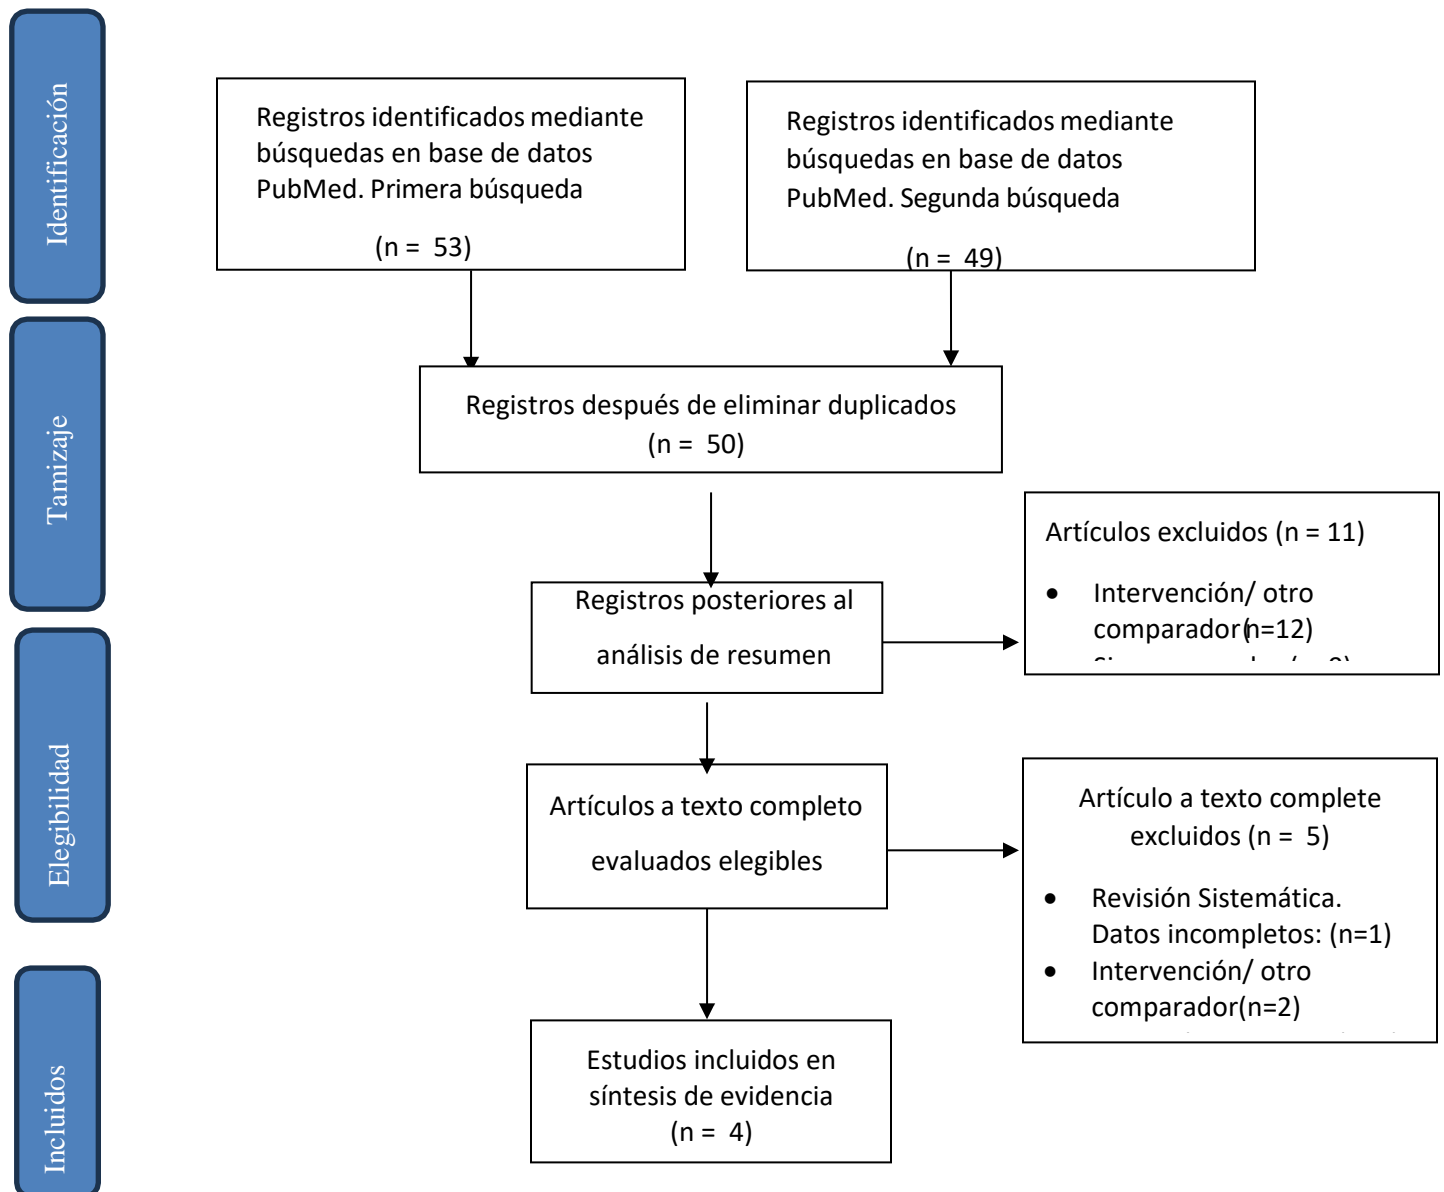 Identificación
Registros identificados mediante
búsquedas en base de datos
PubMed. Primera búsqueda
(n = 53)
Registros identificados mediante
búsquedas en base de datos
PubMed. Segunda búsqueda
(n = 49)
Tamizaje
Registros después de eliminar duplicados
(n = 50)
Artículos excluidos (n = 11)
• Intervención/ otro
comparador(n=12)
Registros posteriores al
análisis de resumen
Elegibilidad
Artículos a texto completo
evaluados elegibles
Artículo a texto complete
excluidos (n = 5)
• Revisión Sistemática.
Datos incompletos: (n=1)
• Intervención/ otro
comparador(n=2)
Incluidos
Estudios incluidos en
síntesis de evidencia
(n = 4)